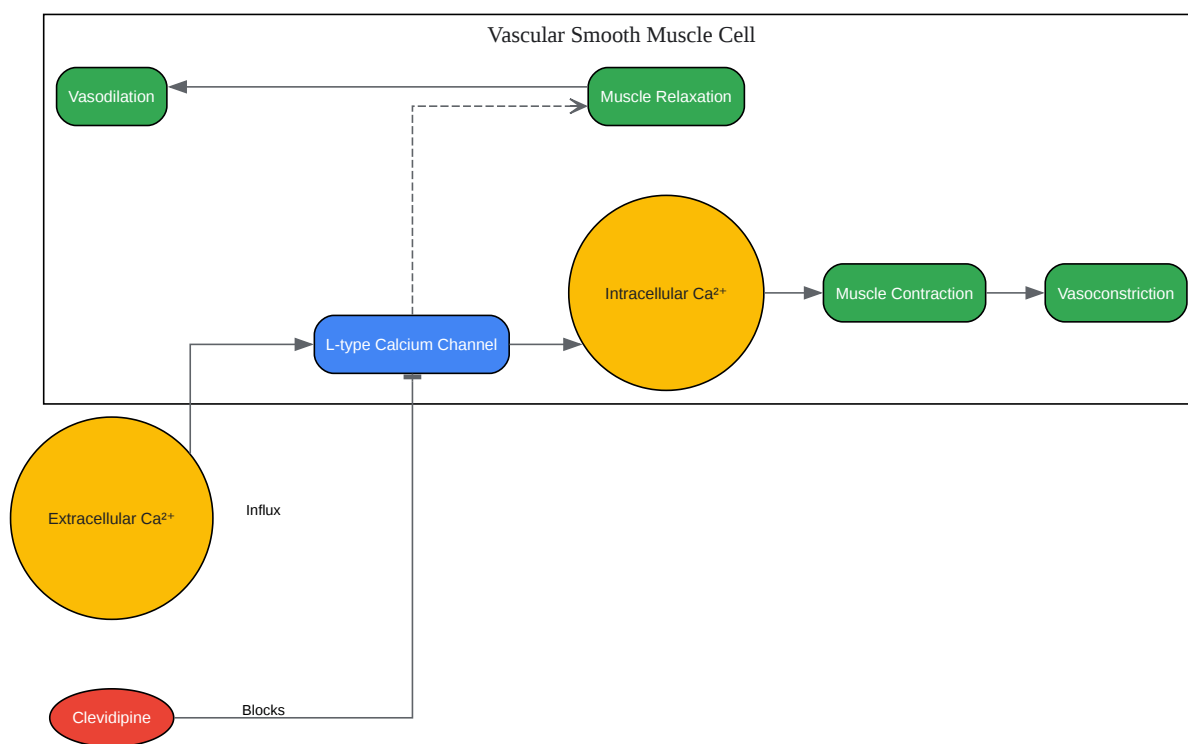 Vascular Smooth Muscle Cell
Vasodilation
Muscle Relaxation
Intracellular Ca²⁺
Muscle Contraction
Vasoconstriction
L-type Calcium Channel
Extracellular Ca²⁺
Influx
Clevidipine
Blocks